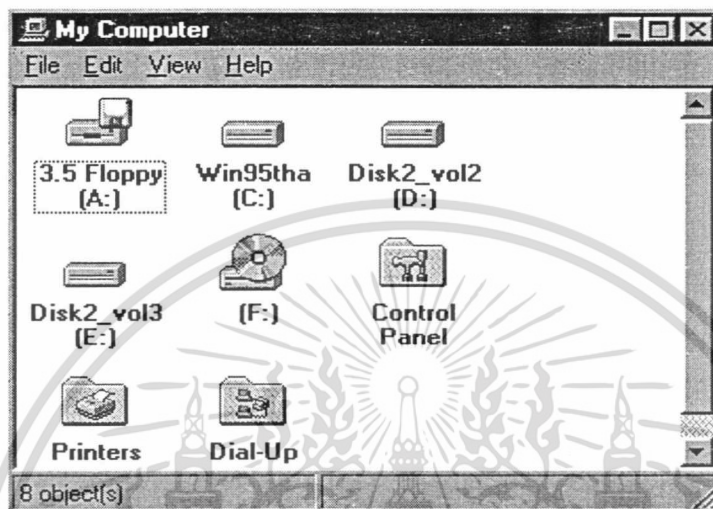 My Computer
File Edit View Help
3.5 Floppy (A:)
Win95tha (C:)
Disk2_vol2 (D:)
Disk2_vol3 (E:)
(F:)
Control Panel
Printers
Dial-Up
8 object(s)